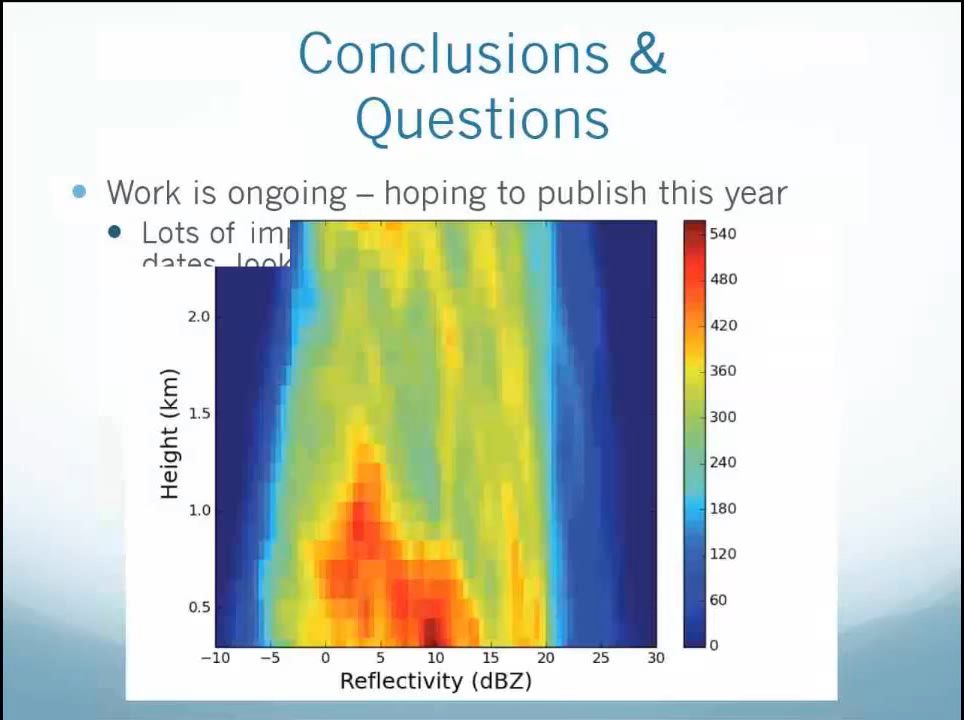 Conclusions &
Questions
Work is ongoing – hoping to publish this year
Lots of
dates, look
2.0
1.5
1.0
0.5
Height (km)
−10 −5 0 5 10 15 20 25 30
Reflectivity (dBZ)
540
480
420
360
300
240
180
120
60
0